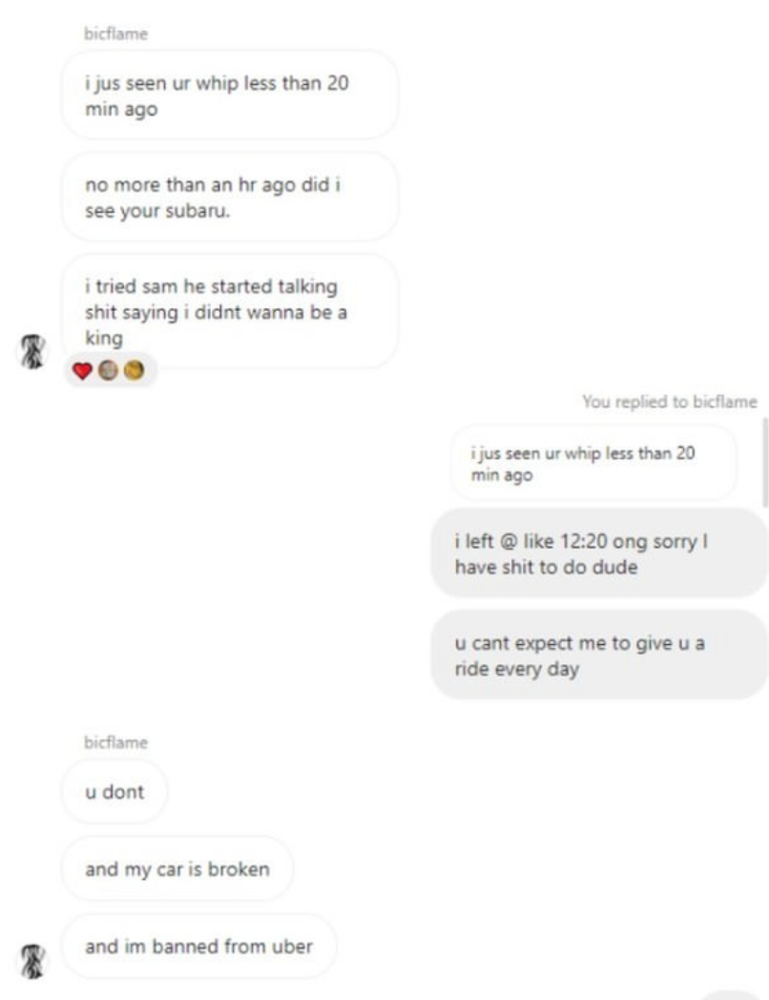 bicflame
i jus seen ur whip less than 20
min ago
no more than an hr ago did i
see your subaru.
i tried sam he started talking
shit saying i didnt wanna be a
king
You replied to bicflame
i jus seen ur whip less than 20
min ago
i left @ like 12:20 ong sorry I
have shit to do dude
u cant expect me to give u a
ride every day
bicflame
u dont
and my car is broken
and im banned from uber